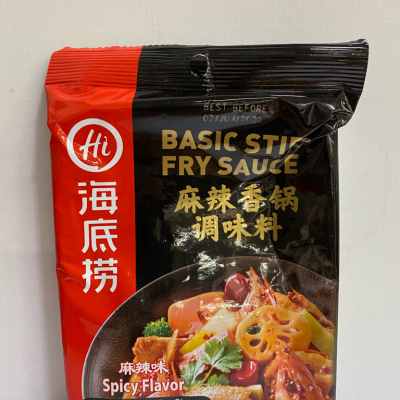 BEST BEFORE
Hi
海底捞
BASIC STIR
FRY SAUCE
麻辣香锅
调味料
麻辣味
Spicy Flavor